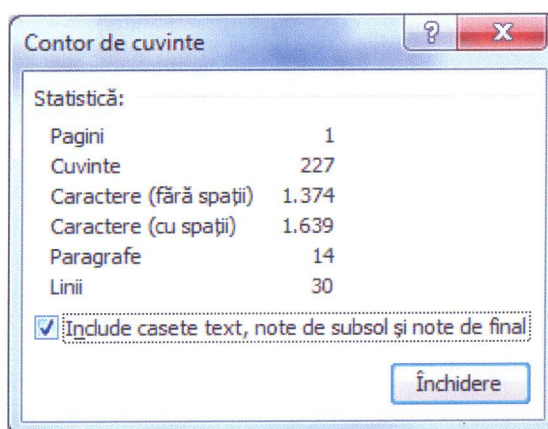 Contor de cuvinte
Statistică:
Pagini 1
Cuvinte 227
Caractere (fără spații) 1.374
Caractere (cu spații) 1.639
Paragrafe 14
Linii 30
Include casete text, note de subsol și note de final
Închidere